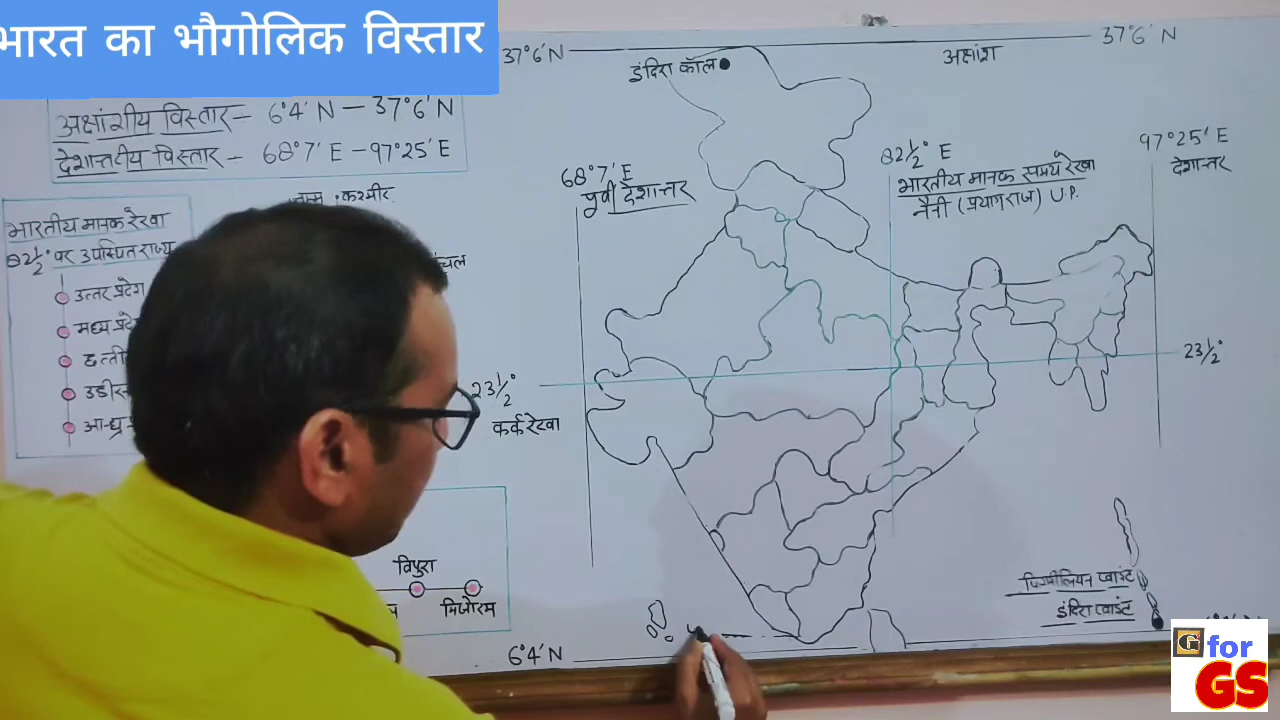 भारत का भौगोलिक विस्तार
अक्षांशीय विस्तार - 6°4' N - 37°6' N
देशान्तरीय विस्तार - 68°7' E - 97°25' E
भारतीय मानक रेखा
82½° पर उपस्थित राज्य
उत्तर प्रदेश
मध्य
कश्मीर
37°6' N
37°6' N
इंदिरा कॉल
अक्षांश
68°7' E
पूर्वी देशान्तर
82½° E
भारतीय मानक समय रेखा
नैनी (प्रयागराज) U.P.
97°25' E
देशान्तर
23½°
कर्क रेखा
23½°
त्रिपुरा
मिजोरम
पिग्मीलियन प्वाइंट
इंदिरा प्वाइंट
6°4' N
G for
GS